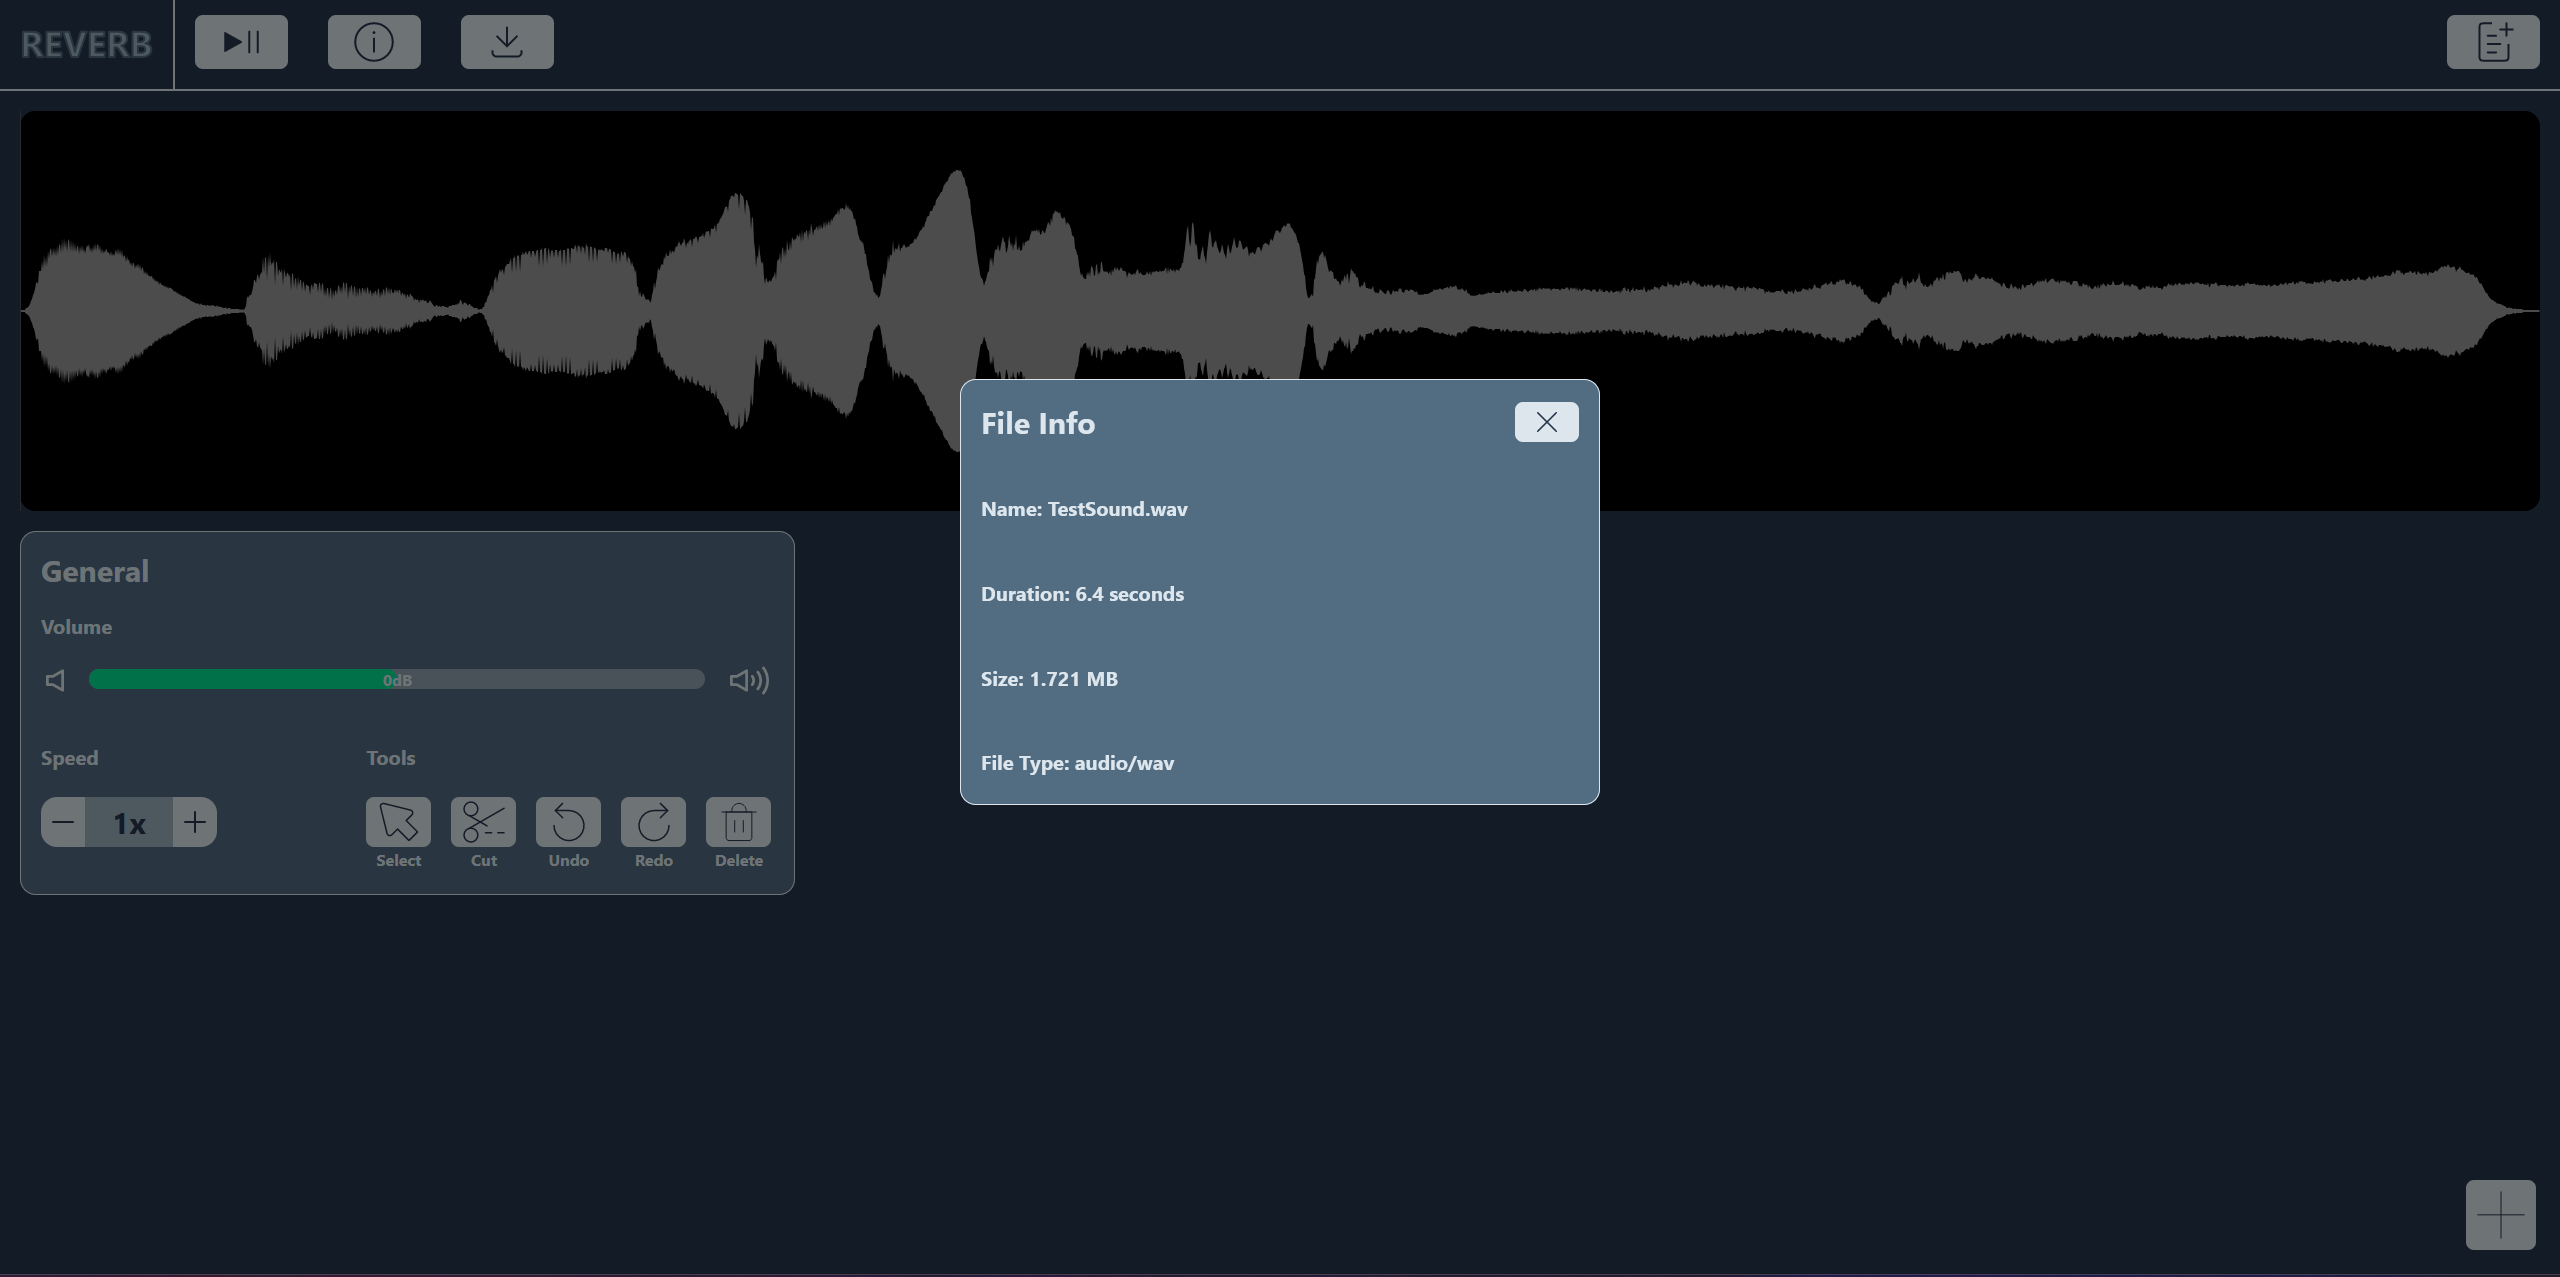 REVERB
File Info
Name: TestSound.wav
Duration: 6.4 seconds
Size: 1.721 MB
File Type: audio/wav
General
Volume
0dB
Speed
Tools
1x
Select
Cut
Undo
Redo
Delete